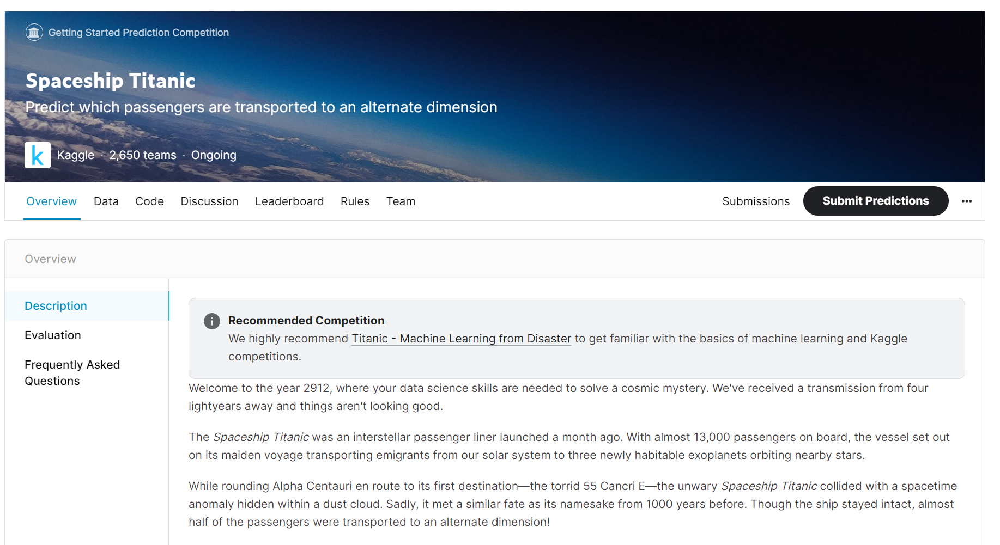 Getting Started Prediction Competition
Spaceship Titanic
Predict which passengers are transported to an alternate dimension
k
Kaggle · 2,650 teams · Ongoing
Overview Data Code Discussion Leaderboard Rules Team Submissions Submit Predictions ...
Overview
Description
Evaluation
Frequently Asked
Questions
i Recommended Competition
We highly recommend Titanic - Machine Learning from Disaster to get familiar with the basics of machine learning and Kaggle
competitions.
Welcome to the year 2912, where your data science skills are needed to solve a cosmic mystery. We've received a transmission from four
lightyears away and things aren't looking good.
The Spaceship Titanic was an interstellar passenger liner launched a month ago. With almost 13,000 passengers on board, the vessel set out
on its maiden voyage transporting emigrants from our solar system to three newly habitable exoplanets orbiting nearby stars.
While rounding Alpha Centauri en route to its first destination—the torrid 55 Cancri E—the unwary Spaceship Titanic collided with a spacetime
anomaly hidden within a dust cloud. Sadly, it met a similar fate as its namesake from 1000 years before. Though the ship stayed intact, almost
half of the passengers were transported to an alternate dimension!